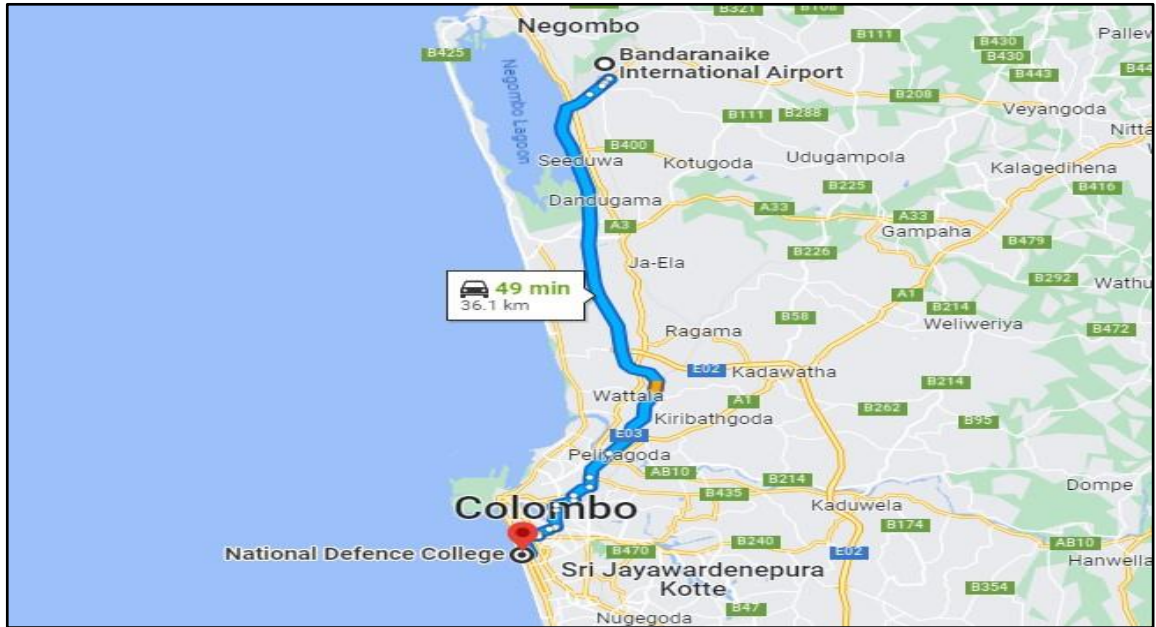 B321
B108
Negombo
B425
B111
Pallew
B430
B430
Bandaranaike
International Airport
B443
B44
Negombo Lagoon
B208
Veyangoda
B111
B288
Nitta
B400
Seeduwa
Kotugoda
Udugampola
Kalagedihena
B225
B416
Dandugama
A33
A33
A3
Gampaha
B479
B226
Ja-Ela
B292
Wathu
49 min
36.1 km
A1
B214
B58
Weliweriya
B472
Ragama
E02
Kadawatha
B214
Wattala
A1
B262
Kiribathgoda
B95
E03
Peliyagoda
AB10
B214
Dompe
B435
Colombo
Kaduwela
B174
B240
AB10
National Defence College
B470
E02
Hanwella
Sri Jayawardenepura
Kotte
B354
B47
Nugegoda